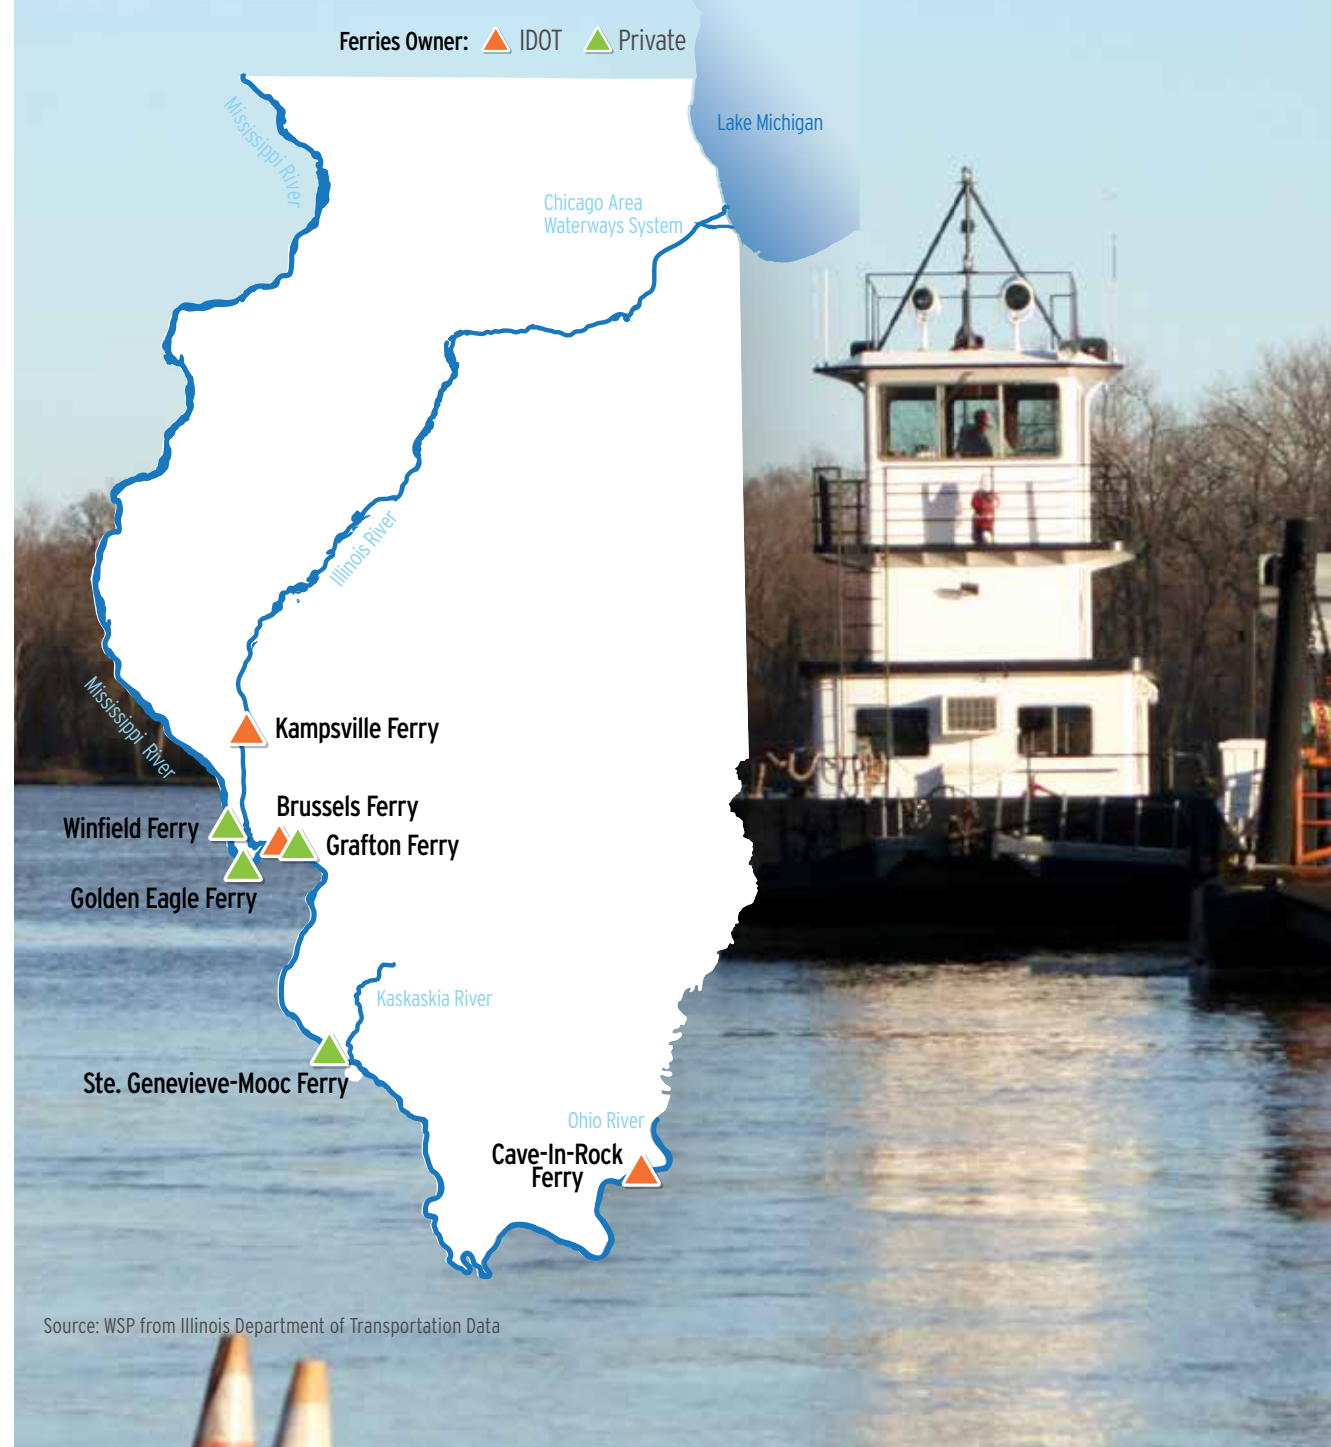 Ferries Owner: IDOT Private
Lake Michigan
Mississippi River
Chicago Area
Waterways System
Illinois River
Mississippi River
Kampsville Ferry
Brussels Ferry
Winfield Ferry
Grafton Ferry
Golden Eagle Ferry
Kaskaskia River
Ste. Genevieve-Mooc Ferry
Ohio River
Cave-In-Rock
Ferry
Source: WSP from Illinois Department of Transportation Data